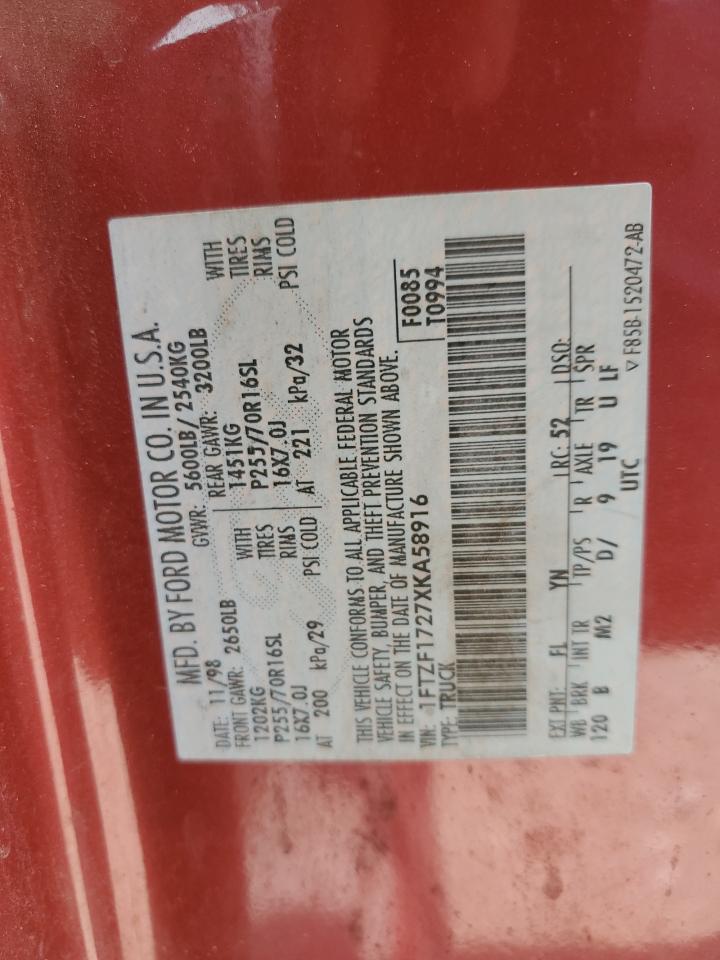 MFD. BY FORD MOTOR CO. IN U.S.A.
DATE: 11/98 GVWR: 5600LB/ 2540KG
FRONT GAWR: 2650LB REAR GAWR: 3200LB
1202KG WITH 1451KG WITH
P255/70R16SL TIRES P255/70R16SL TIRES
16X7.0J RIMS 16X7.0J RIMS
AT 200 kPa/29 PSI COLD AT 221 kPa/32 PSI COLD
THIS VEHICLE CONFORMS TO ALL APPLICABLE FEDERAL MOTOR
VEHICLE SAFETY, BUMPER, AND THEFT PREVENTION STANDARDS
IN EFFECT ON THE DATE OF MANUFACTURE SHOWN ABOVE.
VIN: 1FTZF1727XKA58916 F0085
TYPE: TRUCK T0994
EXT PNT: FL YN RC: 52 DSO:
WB BRK INT TR TP/PS R AXLE TR SPR
120 B M2 D/ 9 19 U LF
UTC
▽ F85B-1520472-AB